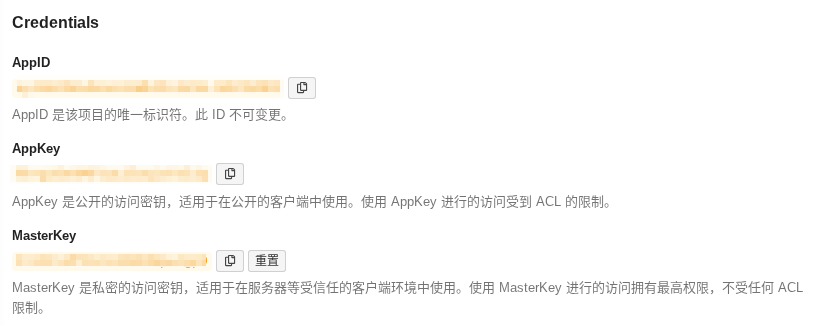 Credentials
AppID
AppID 是该项目的唯一标识符。此 ID 不可变更。
AppKey
AppKey 是公开的访问密钥，适用于在公开的客户端中使用。使用 AppKey 进行的访问受到 ACL 的限制。
MasterKey
重置
MasterKey 是私密的访问密钥，适用于在服务器等受信任的客户端环境中使用。使用 MasterKey 进行的访问拥有最高权限，不受任何 ACL
限制。